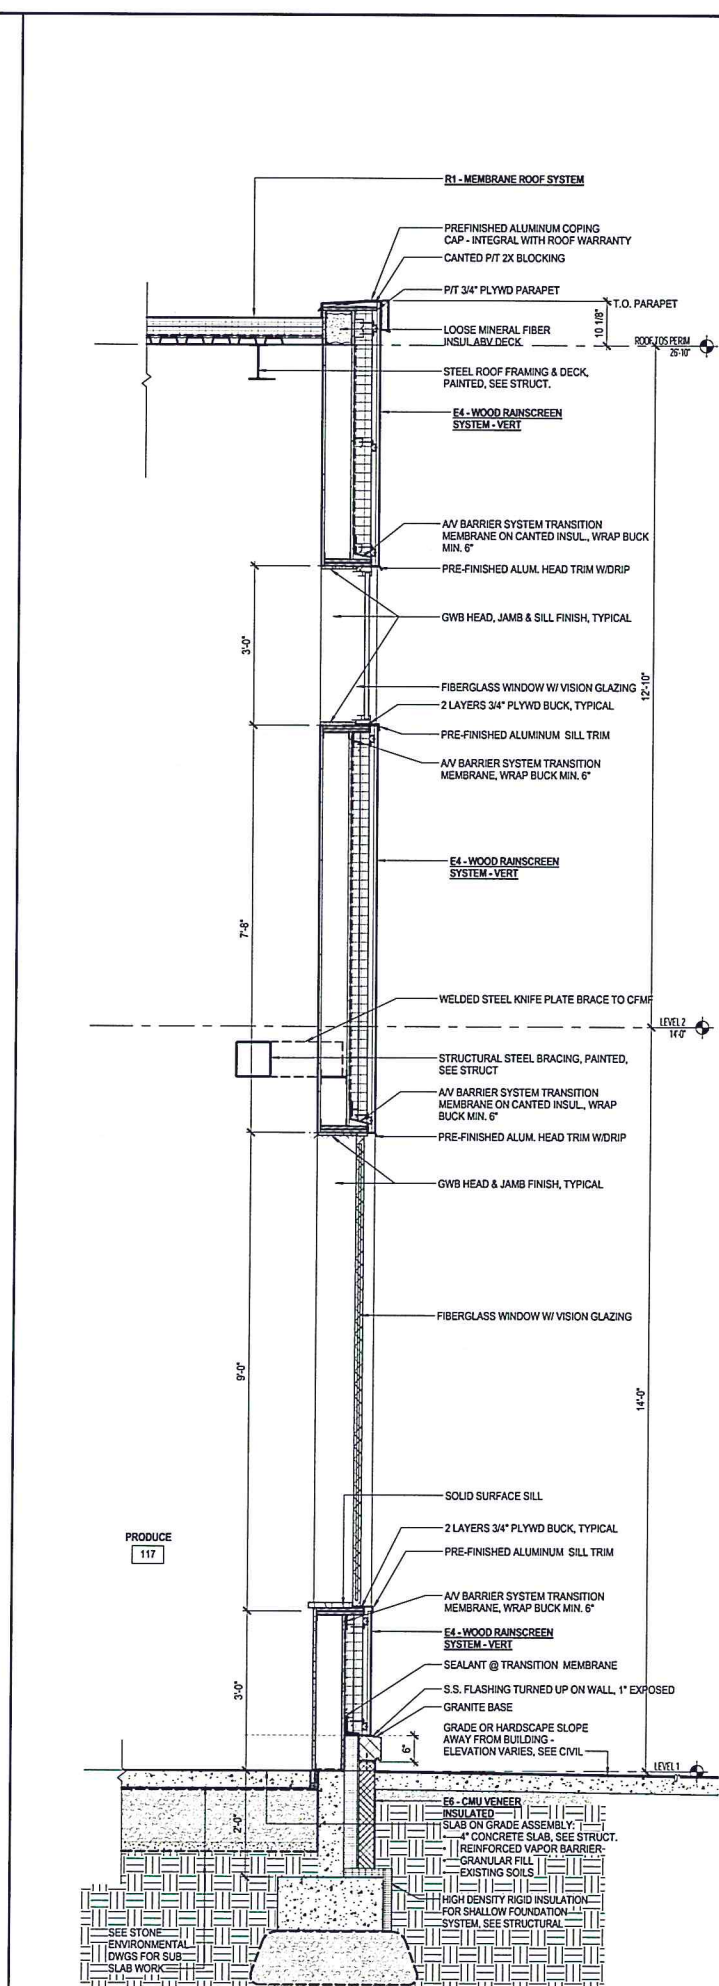 R1 - MEMBRANE ROOF SYSTEM
PREFINISHED ALUMINUM COPING
CAP - INTEGRAL WITH ROOF WARRANTY
CANTED P/T 2X BLOCKING
P/T 3/4" PLYWD PARAPET
T.O. PARAPET
10 1/8"
LOOSE MINERAL FIBER
INSUL ABV DECK
ROOF TOS PERIM
26'-10"
STEEL ROOF FRAMING & DECK,
PAINTED, SEE STRUCT.
E4 - WOOD RAINSCREEN
SYSTEM - VERT
A/V BARRIER SYSTEM TRANSITION
MEMBRANE ON CANTED INSUL., WRAP BUCK
MIN. 6"
PRE-FINISHED ALUM. HEAD TRIM W/DRIP
GWB HEAD, JAMB & SILL FINISH, TYPICAL
3'-0"
12'-10"
FIBERGLASS WINDOW W/ VISION GLAZING
2 LAYERS 3/4" PLYWD BUCK, TYPICAL
PRE-FINISHED ALUMINUM SILL TRIM
A/V BARRIER SYSTEM TRANSITION
MEMBRANE, WRAP BUCK MIN. 6"
E4 - WOOD RAINSCREEN
SYSTEM - VERT
7'-8"
WELDED STEEL KNIFE PLATE BRACE TO CFMF
LEVEL 2
14'-0"
STRUCTURAL STEEL BRACING, PAINTED,
SEE STRUCT
A/V BARRIER SYSTEM TRANSITION
MEMBRANE ON CANTED INSUL., WRAP
BUCK MIN. 6"
PRE-FINISHED ALUM. HEAD TRIM W/DRIP
GWB HEAD & JAMB FINISH, TYPICAL
FIBERGLASS WINDOW W/ VISION GLAZING
9'-0"
14'-0"
SOLID SURFACE SILL
2 LAYERS 3/4" PLYWD BUCK, TYPICAL
PRODUCE
117
PRE-FINISHED ALUMINUM SILL TRIM
A/V BARRIER SYSTEM TRANSITION
MEMBRANE, WRAP BUCK MIN. 6"
E4 - WOOD RAINSCREEN
SYSTEM - VERT
SEALANT @ TRANSITION MEMBRANE
3'-0"
S.S. FLASHING TURNED UP ON WALL, 1" EXPOSED
GRANITE BASE
6"
GRADE OR HARDSCAPE SLOPE
AWAY FROM BUILDING -
ELEVATION VARIES, SEE CIVIL
LEVEL 1
2'-0"
E6 - CMU VENEER
INSULATED
SLAB ON GRADE ASSEMBLY:
4" CONCRETE SLAB, SEE STRUCT.
REINFORCED VAPOR BARRIER
GRANULAR FILL
EXISTING SOILS
HIGH DENSITY RIGID INSULATION
FOR SHALLOW FOUNDATION
SYSTEM, SEE STRUCTURAL
SEE STONE
ENVIRONMENTAL
DWGS FOR SUB
SLAB WORK